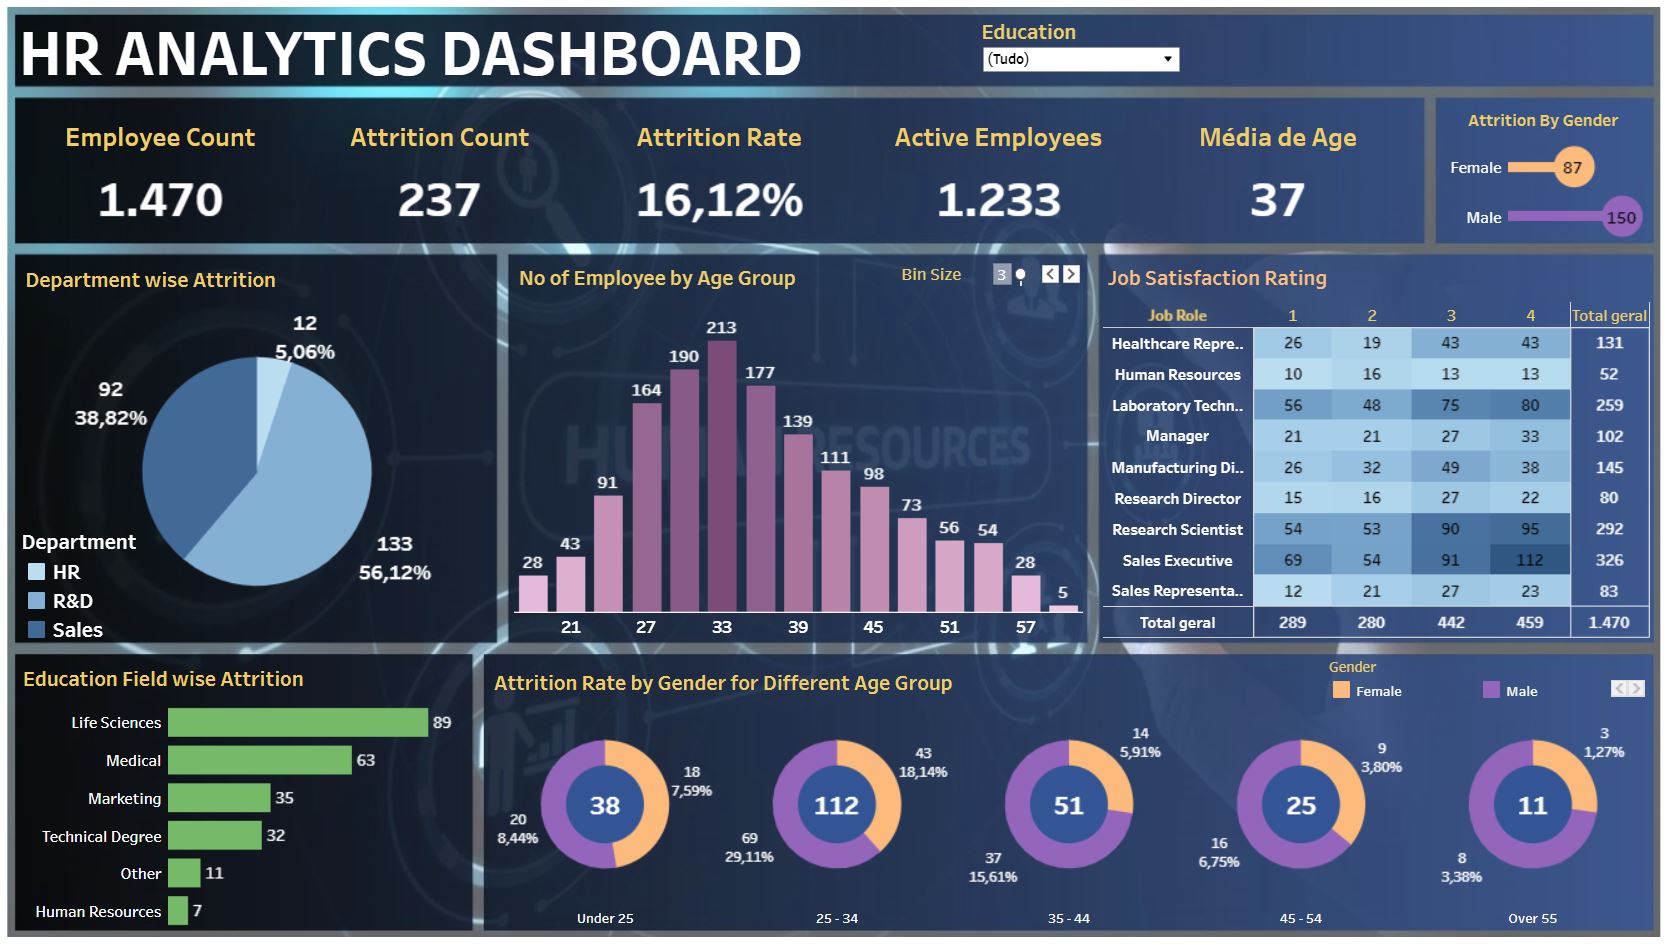 HR ANALYTICS DASHBOARD
Education
(Tudo)
Employee Count
Attrition Count
Attrition Rate
Active Employees
Média de Age
1.470
237
16,12%
1.233
37
Attrition By Gender
Female 87
Male 150
Department wise Attrition
12
5,06%
92
38,82%
133
56,12%
Department
HR
R&D
Sales
No of Employee by Age Group
Bin Size 3
28 43 91 164 190 213 177 139 111 98 73 56 54 28 5
21 27 33 39 45 51 57
HUMAN RESOURCES
Job Satisfaction Rating
Job Role 1 2 3 4 Total geral
Healthcare Repre.. 26 19 43 43 131
Human Resources 10 16 13 13 52
Laboratory Techn.. 56 48 75 80 259
Manager 21 21 27 33 102
Manufacturing Di.. 26 32 49 38 145
Research Director 15 16 27 22 80
Research Scientist 54 53 90 95 292
Sales Executive 69 54 91 112 326
Sales Representa.. 12 21 27 23 83
Total geral 289 280 442 459 1.470
Education Field wise Attrition
Life Sciences 89
Medical 63
Marketing 35
Technical Degree 32
Other 11
Human Resources 7
Attrition Rate by Gender for Different Age Group
Gender
Female
Male
38
18
7,59%
20
8,44%
Under 25
112
43
18,14%
69
29,11%
25 - 34
51
14
5,91%
37
15,61%
35 - 44
25
9
3,80%
16
6,75%
45 - 54
11
3
1,27%
8
3,38%
Over 55